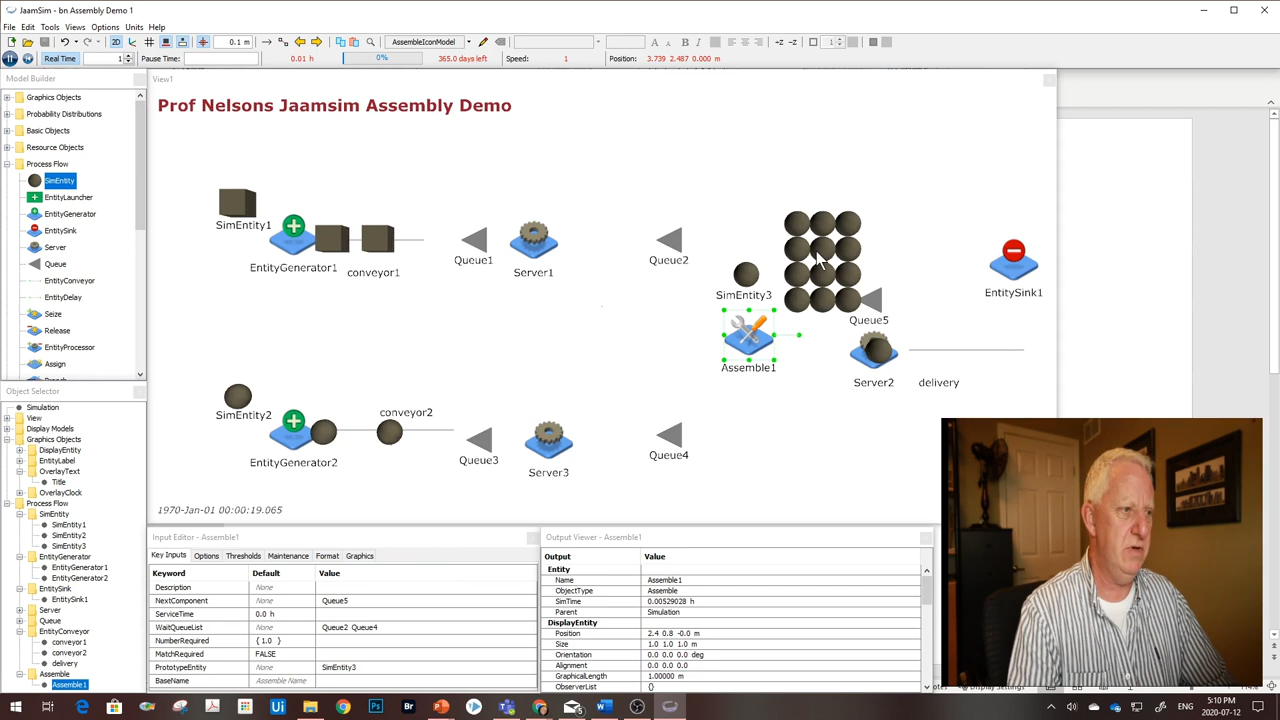 JaamSim - bn Assembly Demo 1
File Edit Tools Views Options Units Help
2D 0.1 m AssembleIconModel A A B I +Z -Z 1
Real Time 1 Pause Time: 0.01 h 0% 365.0 days left Speed: 1 Position: 3.739 2.487 0.000 m
Model Builder
Graphics Objects
Probability Distributions
Basic Objects
Resource Objects
Process Flow
SimEntity
EntityLauncher
EntityGenerator
EntitySink
Server
Queue
EntityConveyor
EntityDelay
Seize
Release
EntityProcessor
Assign
Object Selector
Simulation
View
Display Models
Graphics Objects
DisplayEntity
EntityLabel
OverlayText
Title
OverlayClock
Process Flow
SimEntity
SimEntity1
SimEntity2
SimEntity3
EntityGenerator
EntityGenerator1
EntityGenerator2
EntitySink
EntitySink1
Server
Queue
EntityConveyor
conveyor1
conveyor2
delivery
Assemble
Assemble1
View1
Prof Nelsons Jaamsim Assembly Demo
SimEntity1
EntityGenerator1
conveyor1
Queue1
Server1
Queue2
SimEntity3
Queue5
EntitySink1
Assemble1
Server2
delivery
SimEntity2
conveyor2
EntityGenerator2
Queue3
Server3
Queue4
1970-Jan-01 00:00:19.065
Input Editor - Assemble1
Key Inputs Options Thresholds Maintenance Format Graphics
Keyword Default Value
Description None
NextComponent None Queue5
ServiceTime 0.0 h
WaitQueueList None Queue2 Queue4
NumberRequired { 1.0 }
MatchRequired FALSE
PrototypeEntity None SimEntity3
BaseName Assemble Name
Output Viewer - Assemble1
Output Value
Entity
Name Assemble1
ObjectType Assemble
SimTime 0.00529028 h
Parent Simulation
DisplayEntity
Position 2.4 0.8 -0.0 m
Size 1.0 1.0 1.0 m
Orientation 0.0 0.0 0.0 deg
Alignment 0.0 0.0 0.0
GraphicalLength 1.00000 m
ObserverList {}
Display Settings
ENG 5:10 PM
2020-07-12